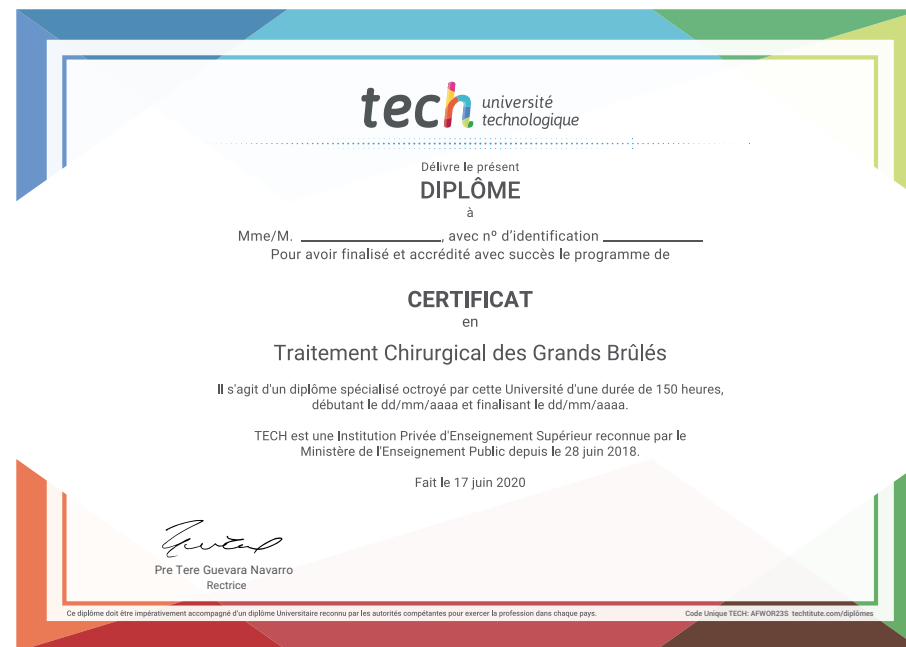 tech université
technologique
Délivre le présent
DIPLÔME
à
Mme/M. ____________________, avec nº d'identification ______________
Pour avoir finalisé et accrédité avec succès le programme de
CERTIFICAT
en
Traitement Chirurgical des Grands Brûlés
Il s'agit d'un diplôme spécialisé octroyé par cette Université d'une durée de 150 heures,
débutant le dd/mm/aaaa et finalisant le dd/mm/aaaa.
TECH est une Institution Privée d'Enseignement Supérieur reconnue par le
Ministère de l'Enseignement Public depuis le 28 juin 2018.
Fait le 17 juin 2020
Pre Tere Guevara Navarro
Rectrice
Ce diplôme doit être impérativement accompagné d'un diplôme Universitaire reconnu par les autorités compétantes pour exercer la profession dans chaque pays.
Code Unique TECH: AFWOR23S techtitute.com/diplômes